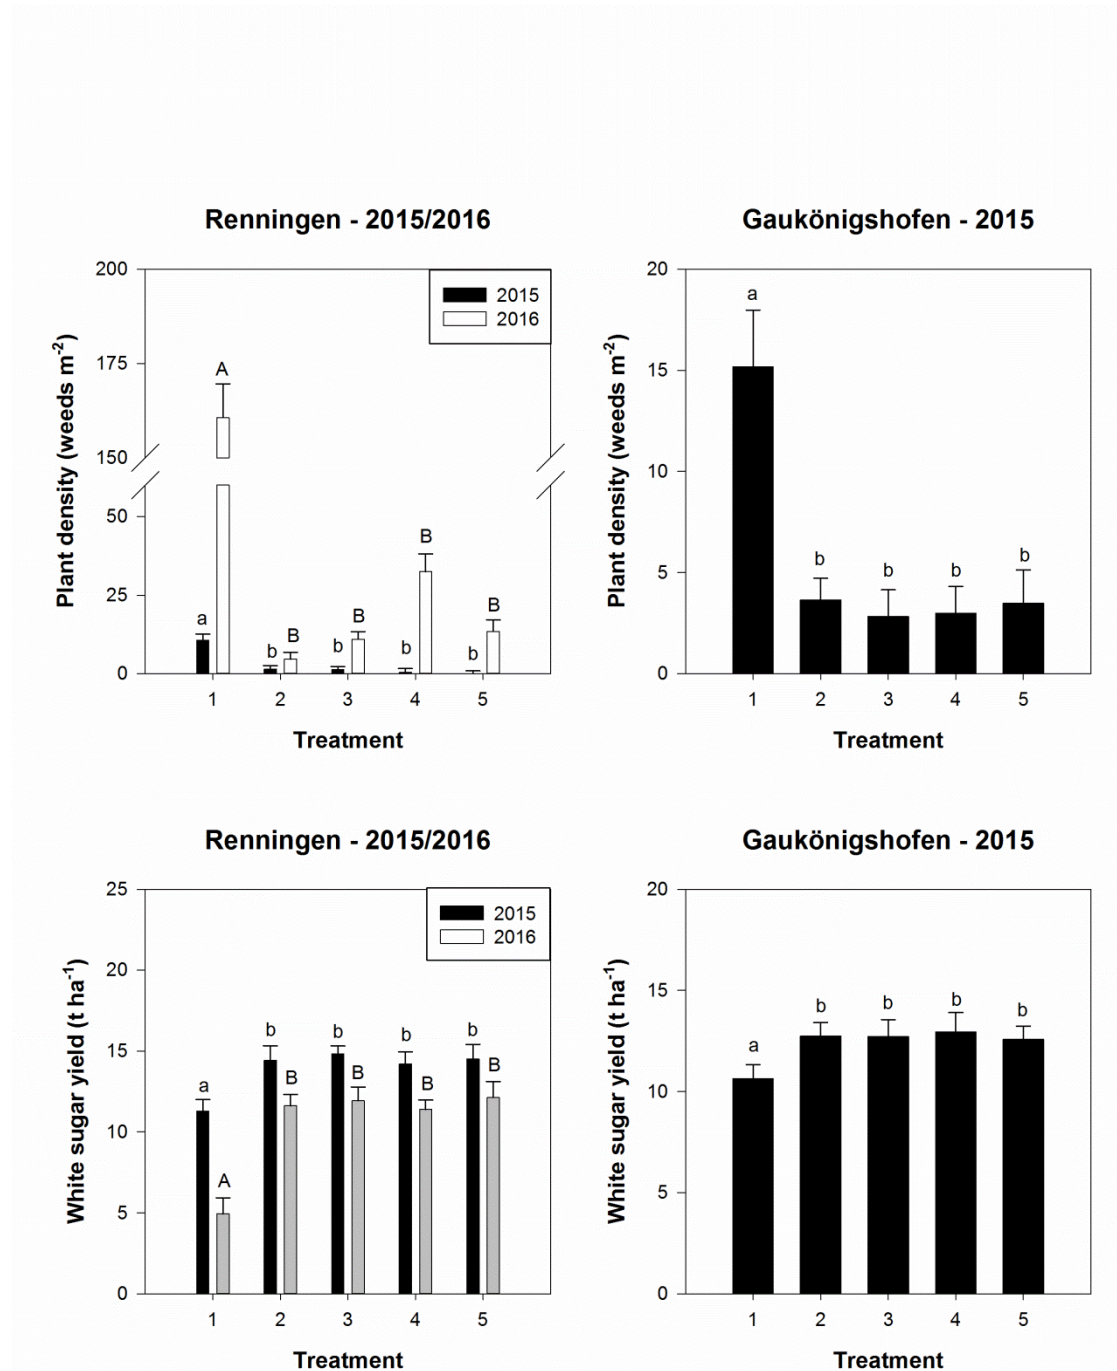 Renningen - 2015/2016
200
175
150
50
25
0
Plant density (weeds m⁻²)
2015
2016
a
A
b
B
b
B
b
B
b
B
1 2 3 4 5
Treatment
Gaukönigshofen - 2015
20
15
10
5
0
Plant density (weeds m⁻²)
a
b
b
b
b
1 2 3 4 5
Treatment
Renningen - 2015/2016
25
20
15
10
5
0
White sugar yield (t ha⁻¹)
2015
2016
a
A
b
B
b
B
b
B
b
B
1 2 3 4 5
Treatment
Gaukönigshofen - 2015
20
15
10
5
0
White sugar yield (t ha⁻¹)
a
b
b
b
b
1 2 3 4 5
Treatment